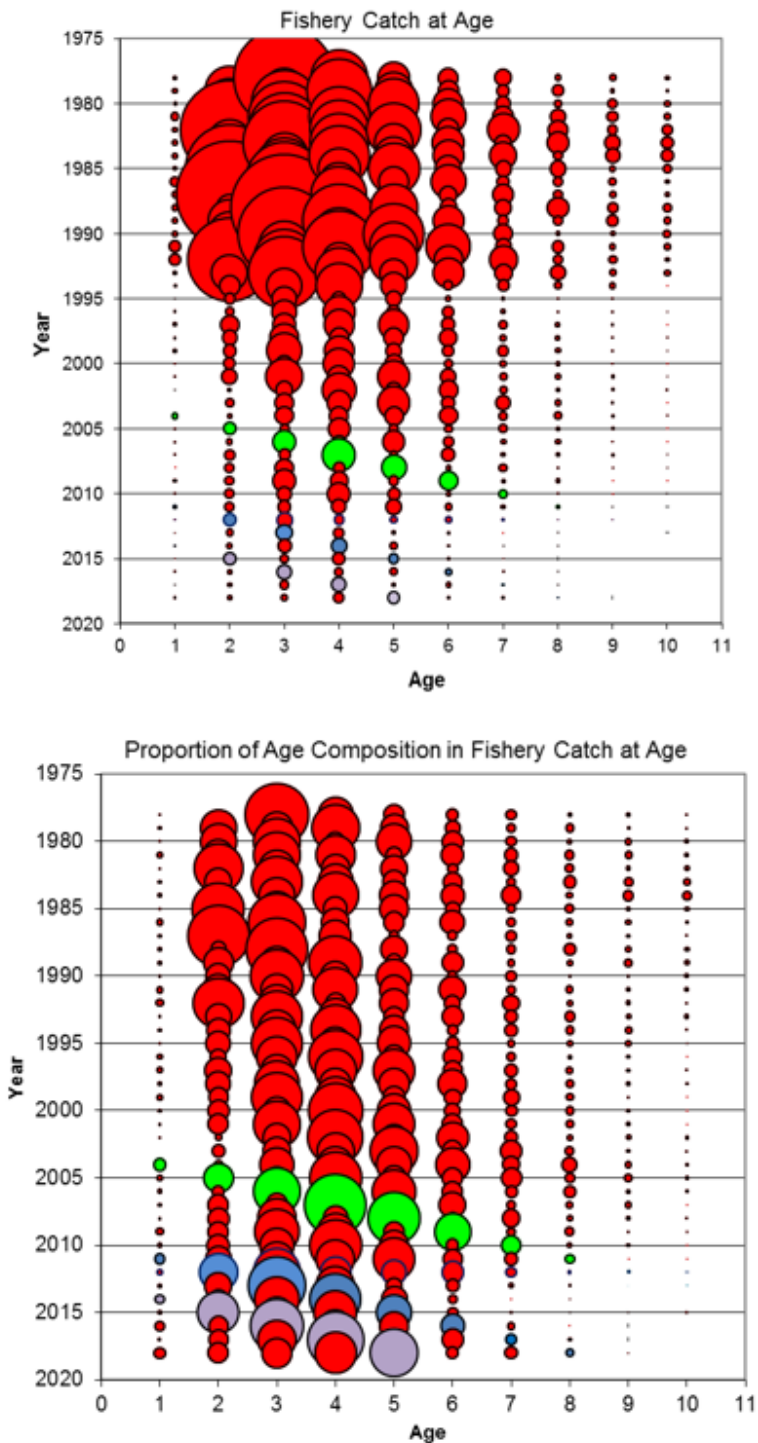 Fishery Catch at Age
1975
1980
1985
1990
1995
2000
2005
2010
2015
2020
Year
0 1 2 3 4 5 6 7 8 9 10 11
Age
Proportion of Age Composition in Fishery Catch at Age
1975
1980
1985
1990
1995
2000
2005
2010
2015
2020
Year
0 1 2 3 4 5 6 7 8 9 10 11
Age